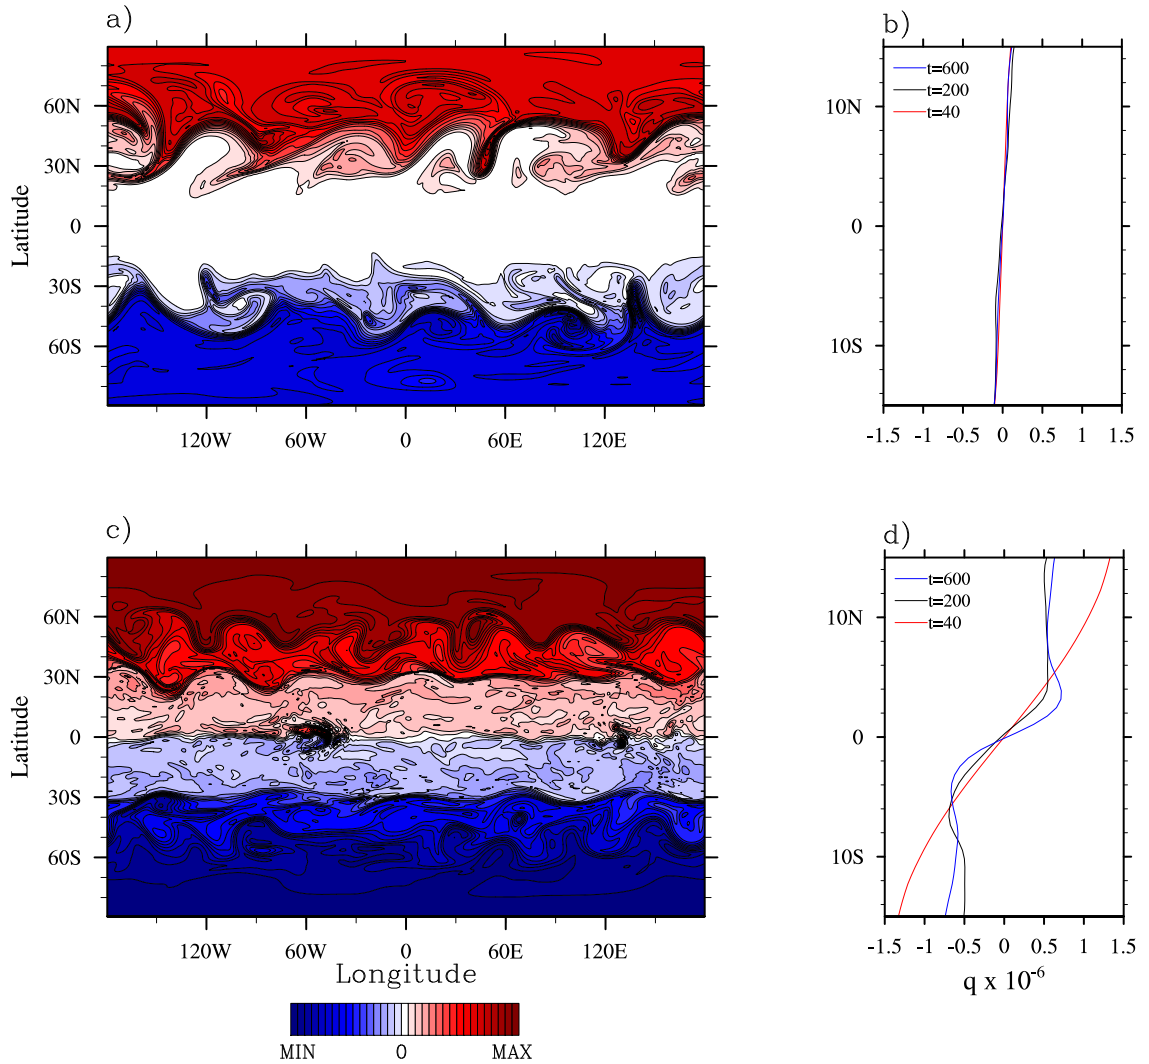 a)
b)
Latitude
60N
30N
0
30S
60S
120W 60W 0 60E 120E
t=600
t=200
t=40
10N
0
10S
-1.5 -1 -0.5 0 0.5 1 1.5
c)
d)
Latitude
60N
30N
0
30S
60S
120W 60W 0 60E 120E
Longitude
MIN 0 MAX
t=600
t=200
t=40
10N
0
10S
-1.5 -1 -0.5 0 0.5 1 1.5
q x 10⁻⁶